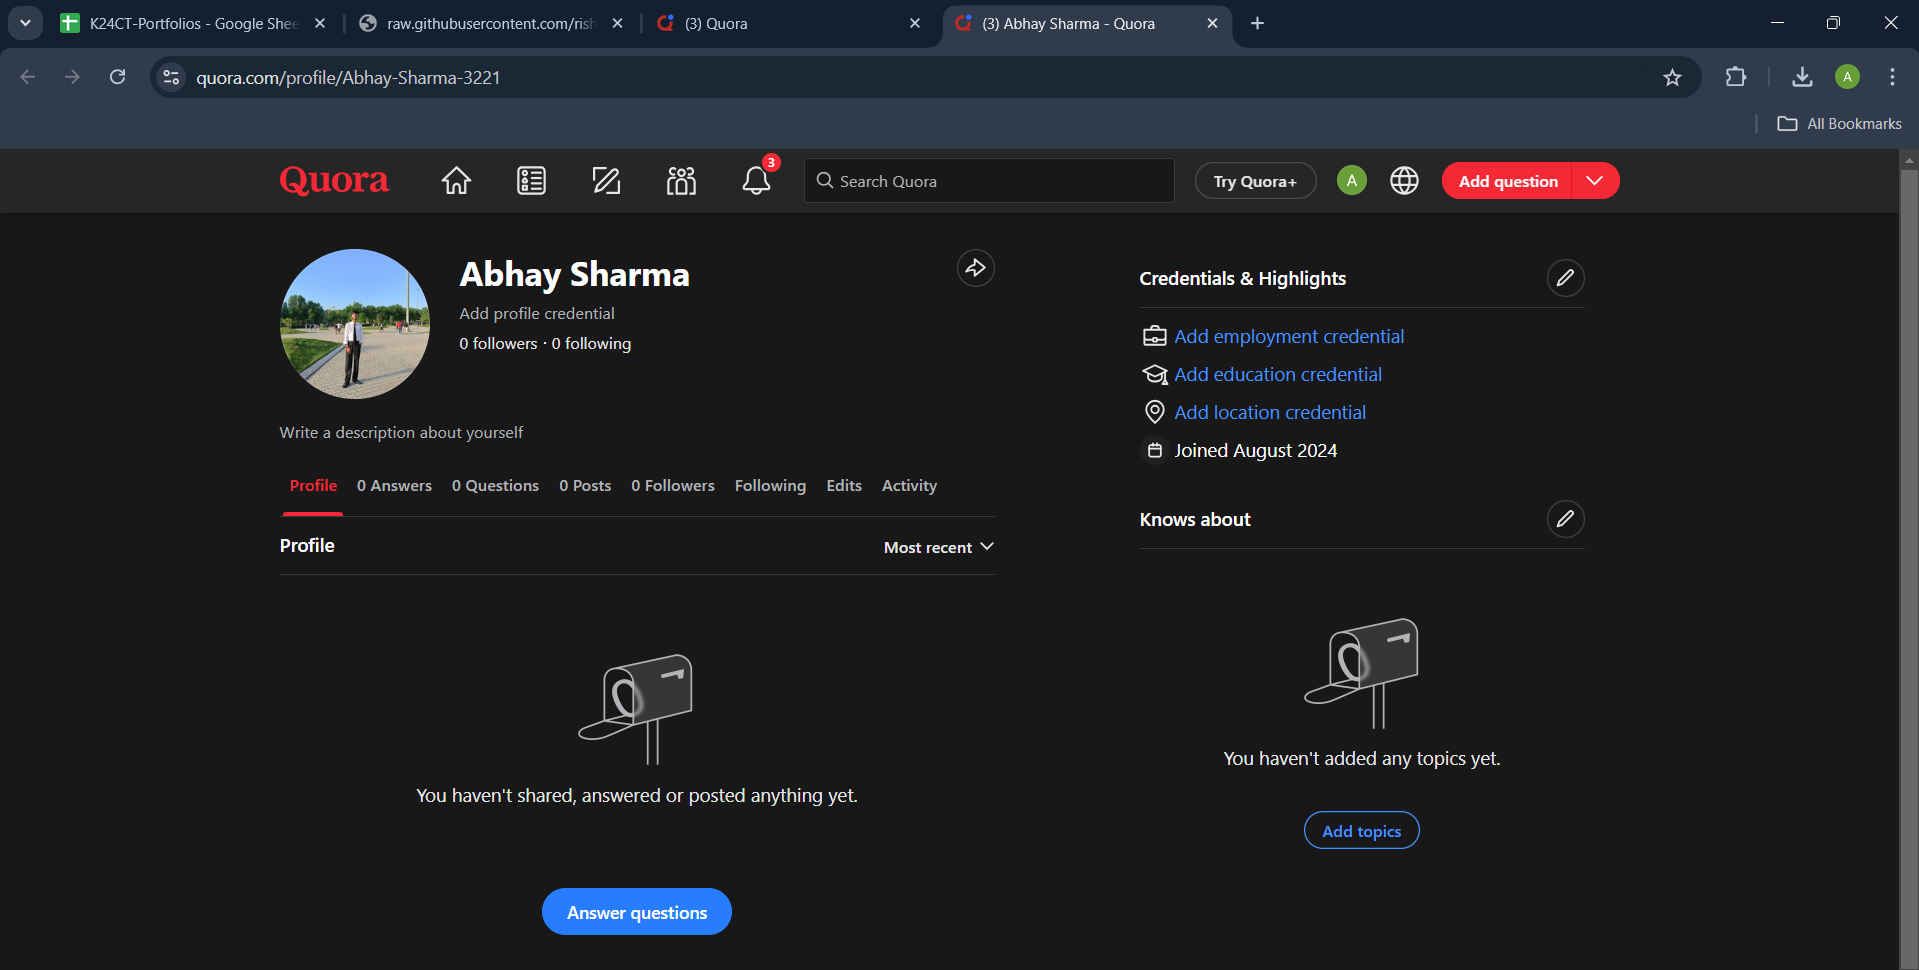 K24CT-Portfolios - Google Shee
raw.githubusercontent.com/rish
(3) Quora
(3) Abhay Sharma - Quora
quora.com/profile/Abhay-Sharma-3221
A
All Bookmarks
Quora
3
Search Quora
Try Quora+
A
Add question
Abhay Sharma
Add profile credential
0 followers · 0 following
Write a description about yourself
Profile 0 Answers 0 Questions 0 Posts 0 Followers Following Edits Activity
Profile
Most recent
You haven't shared, answered or posted anything yet.
Answer questions
Credentials & Highlights
Add employment credential
Add education credential
Add location credential
Joined August 2024
Knows about
You haven't added any topics yet.
Add topics